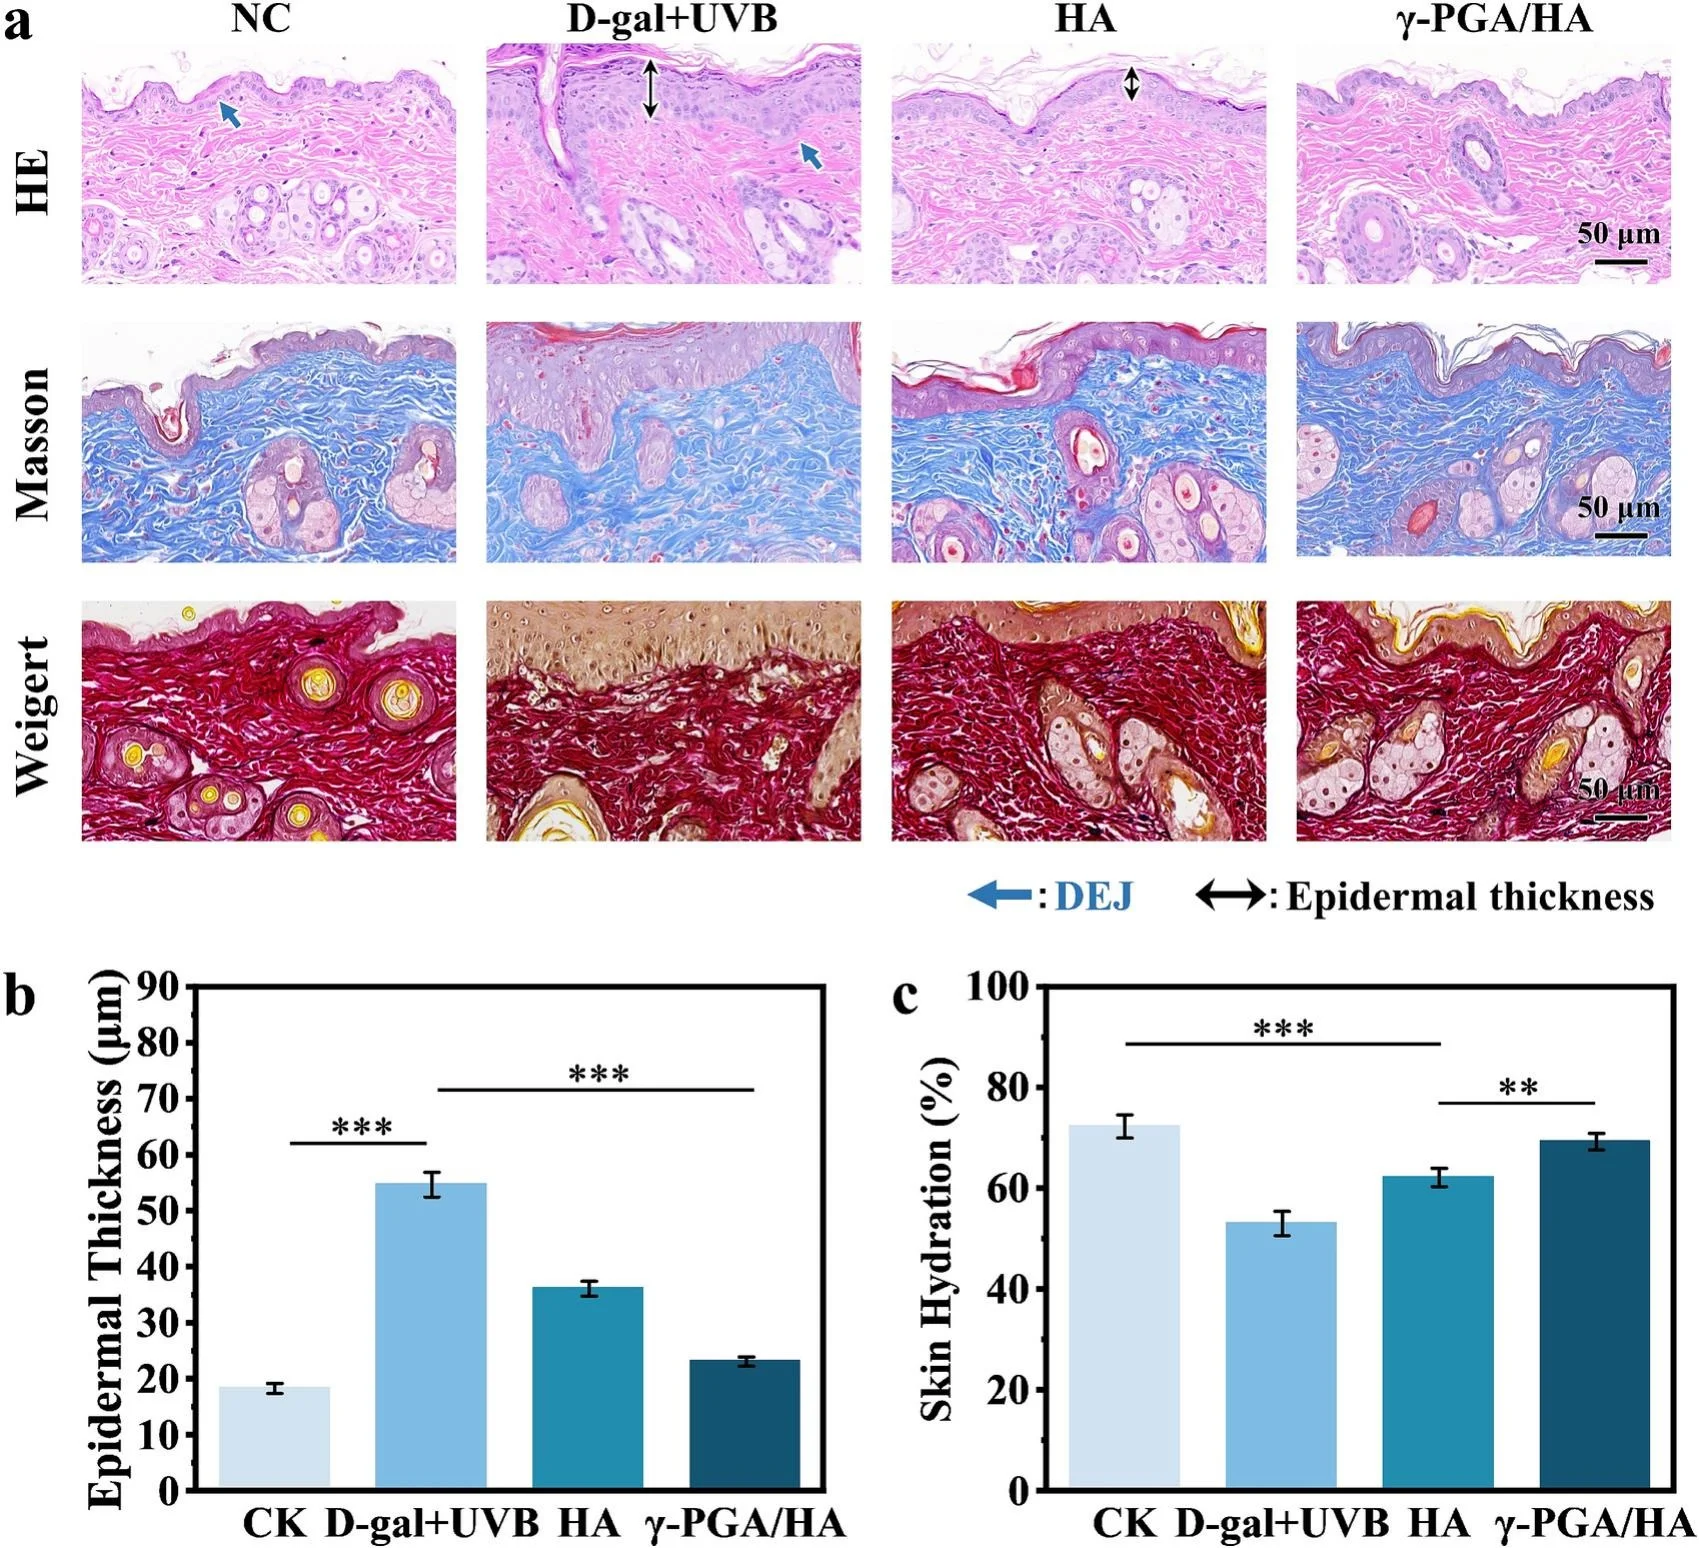 a
NC D-gal+UVB HA γ-PGA/HA
HE
50 μm
Masson
50 μm
Weigert
50 μm
: DEJ : Epidermal thickness
b
Epidermal Thickness (μm)
90
80
70
60
50
40
30
20
10
0
***
***
CK D-gal+UVB HA γ-PGA/HA
c
Skin Hydration (%)
100
80
60
40
20
0
***
**
CK D-gal+UVB HA γ-PGA/HA